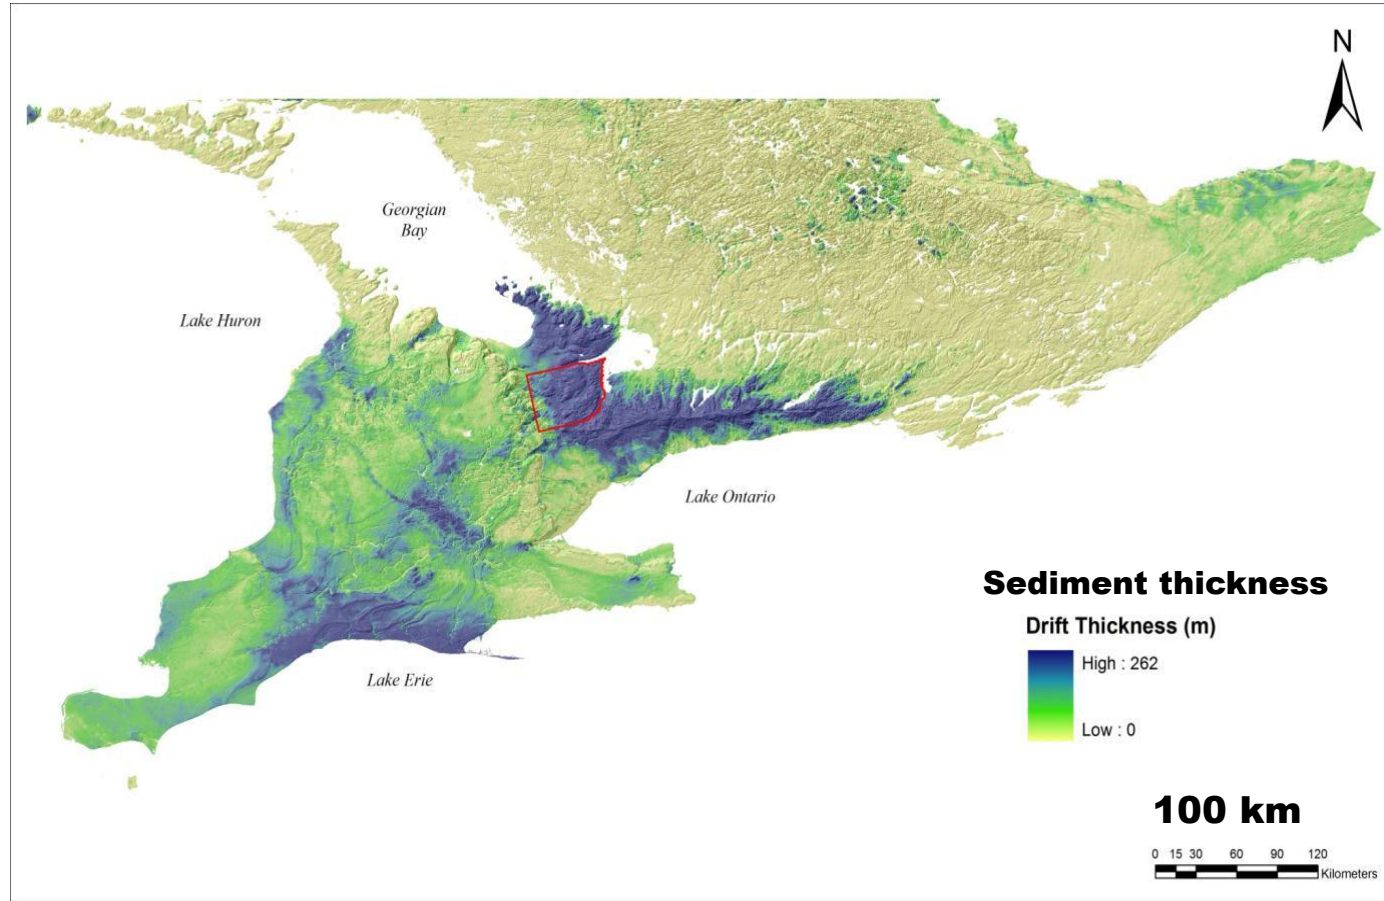 N
Georgian
Bay
Lake Huron
Lake Ontario
Lake Erie
Sediment thickness
Drift Thickness (m)
High : 262
Low : 0
100 km
0 15 30 60 90 120
Kilometers